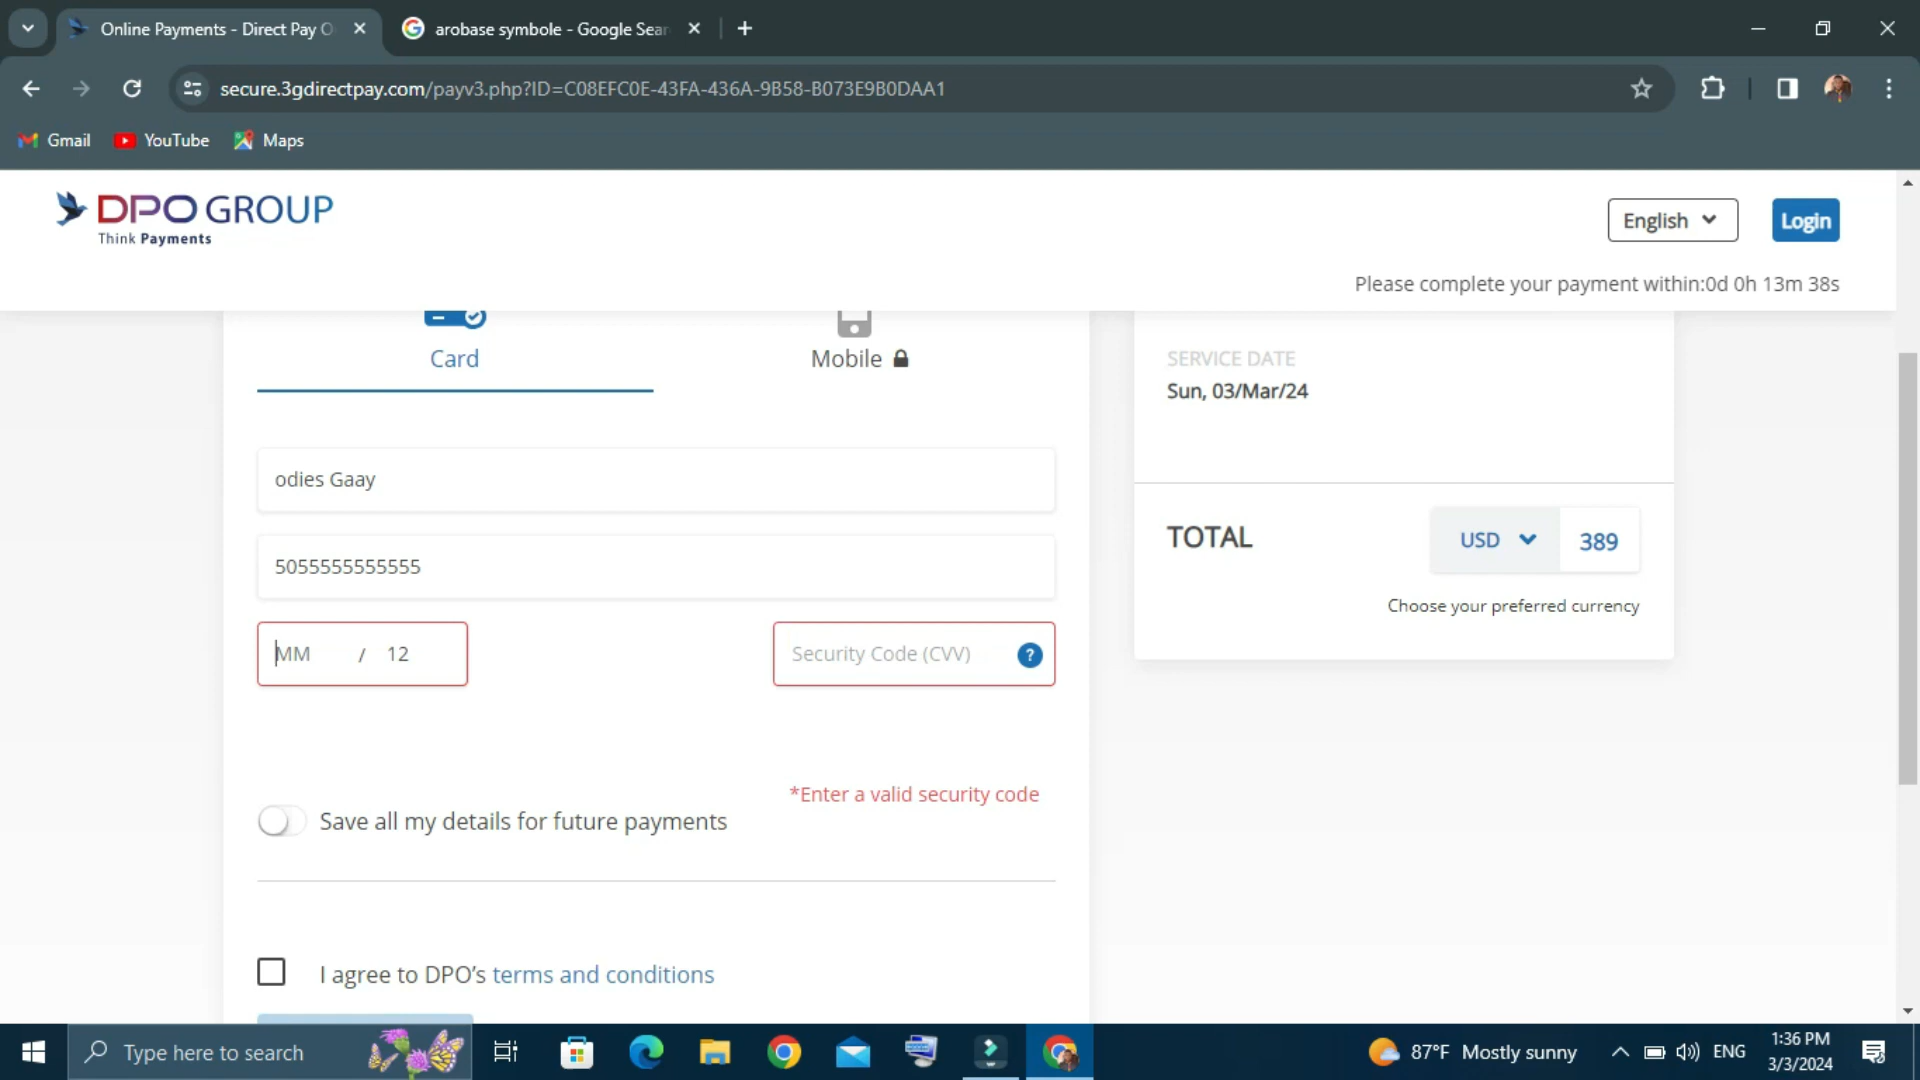 Online Payments - Direct Pay O
arobase symbole - Google Sear
secure.3gdirectpay.com/payv3.php?ID=C08EFC0E-43FA-436A-9B58-B073E9B0DAA1
Gmail
YouTube
Maps
DPO GROUP
Think Payments
English
Login
Please complete your payment within:0d 0h 13m 38s
Card
Mobile
SERVICE DATE
Sun, 03/Mar/24
odies Gaay
5055555555555
MM / 12
Security Code (CVV)
?
TOTAL
USD
389
Choose your preferred currency
*Enter a valid security code
Save all my details for future payments
I agree to DPO's terms and conditions
Type here to search
87°F Mostly sunny
ENG
1:36 PM
3/3/2024